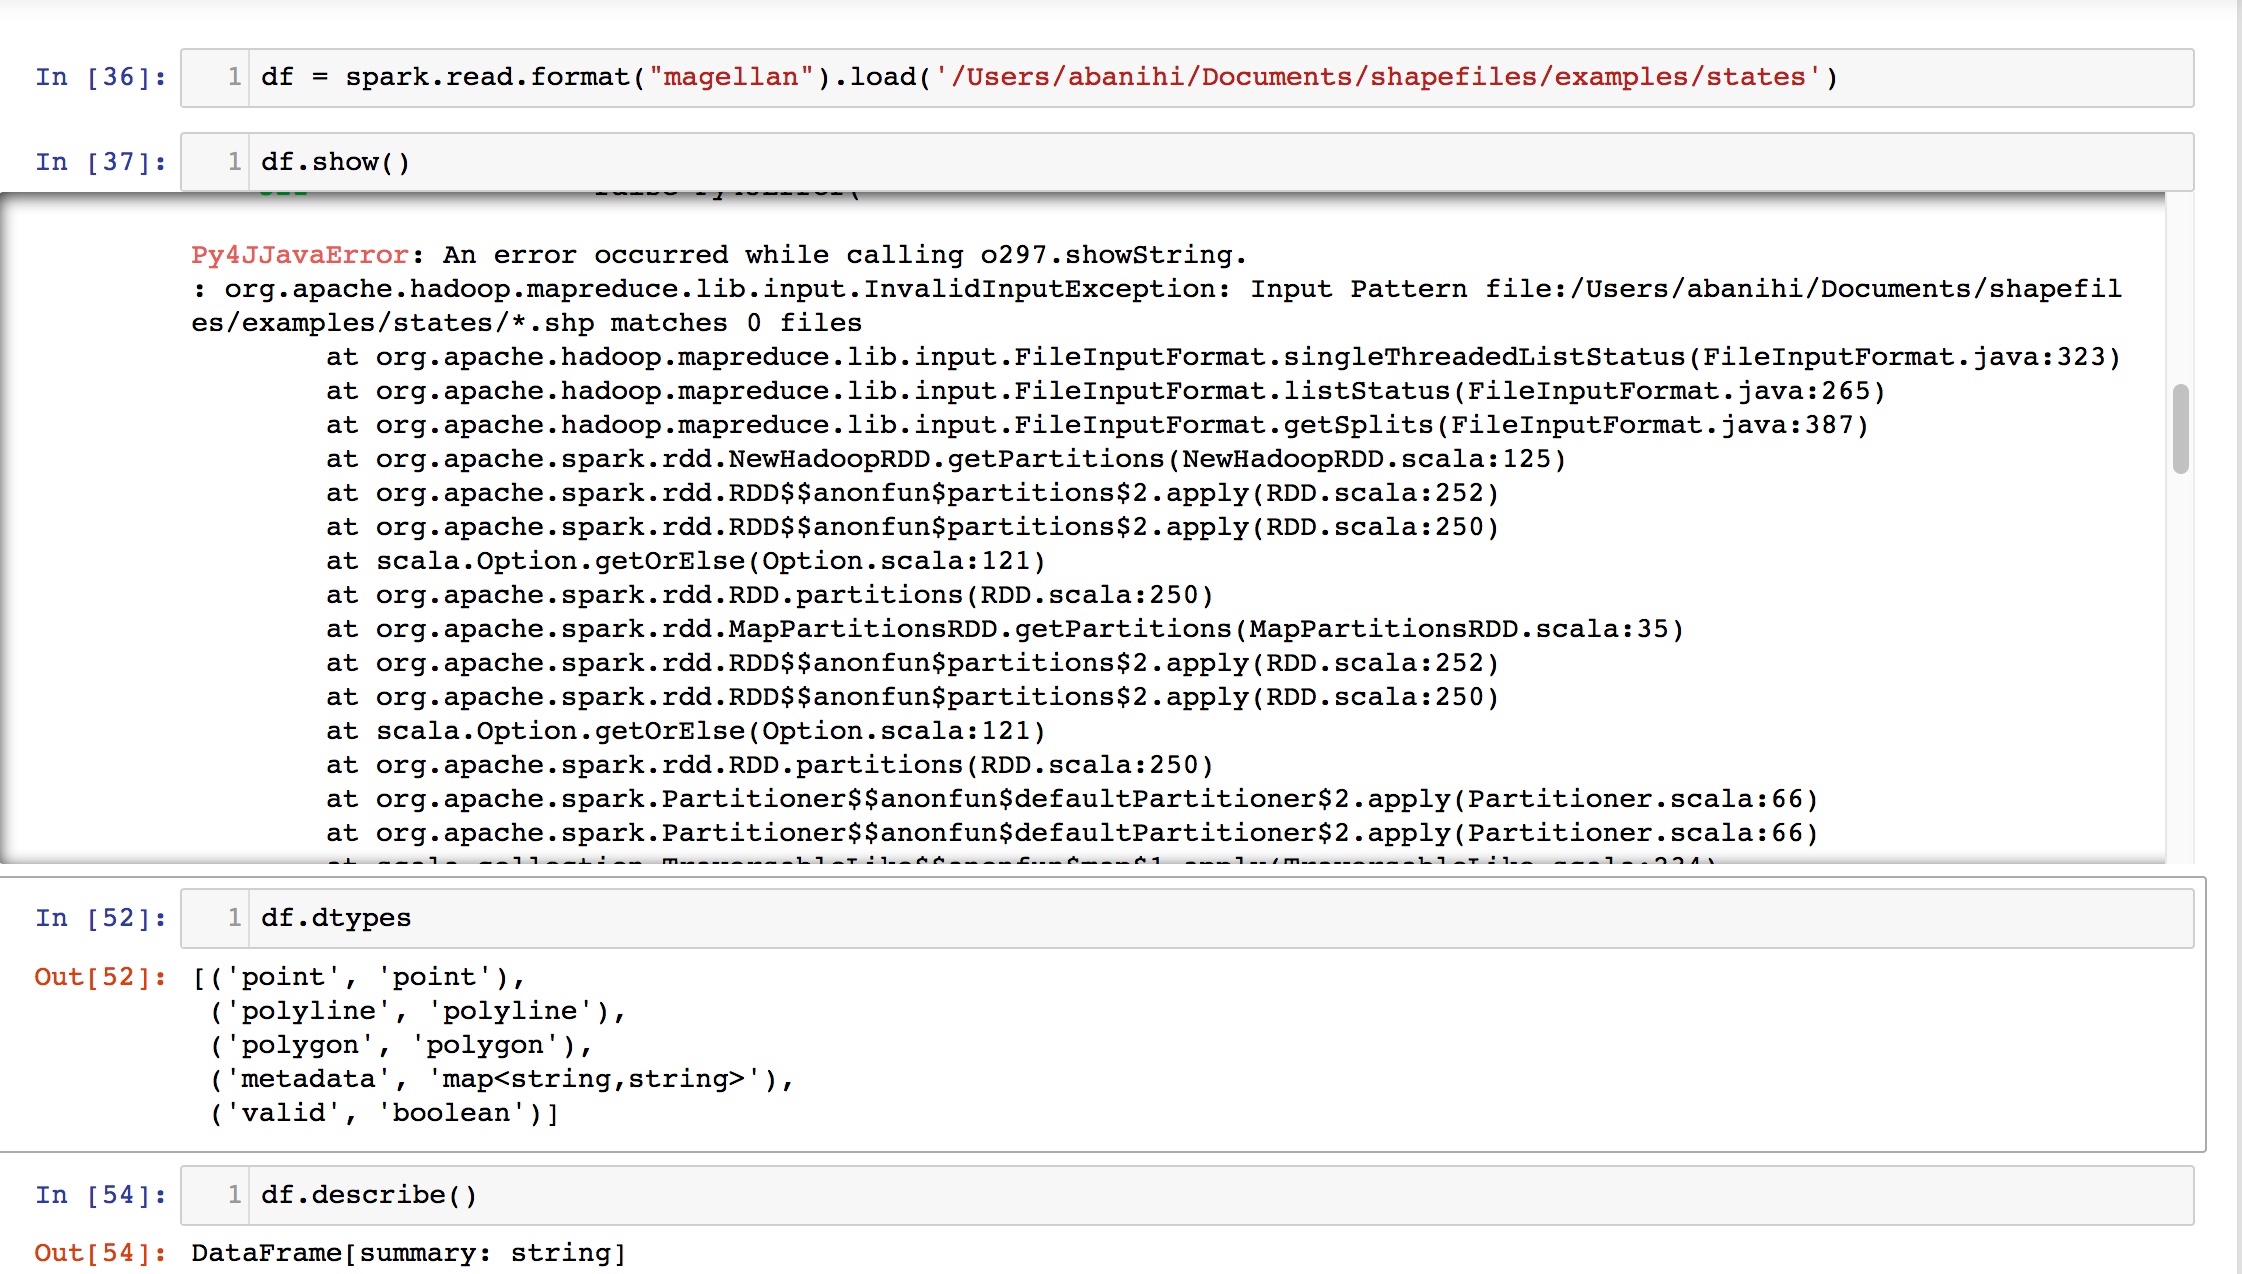 In [36]: 1 df = spark.read.format("magellan").load('/Users/abanihi/Documents/shapefiles/examples/states')
In [37]: 1 df.show()
Py4JJavaError: An error occurred while calling o297.showString.
: org.apache.hadoop.mapreduce.lib.input.InvalidInputException: Input Pattern file:/Users/abanihi/Documents/shapefil
es/examples/states/*.shp matches 0 files
at org.apache.hadoop.mapreduce.lib.input.FileInputFormat.singleThreadedListStatus(FileInputFormat.java:323)
at org.apache.hadoop.mapreduce.lib.input.FileInputFormat.listStatus(FileInputFormat.java:265)
at org.apache.hadoop.mapreduce.lib.input.FileInputFormat.getSplits(FileInputFormat.java:387)
at org.apache.spark.rdd.NewHadoopRDD.getPartitions(NewHadoopRDD.scala:125)
at org.apache.spark.rdd.RDD$$anonfun$partitions$2.apply(RDD.scala:252)
at org.apache.spark.rdd.RDD$$anonfun$partitions$2.apply(RDD.scala:250)
at scala.Option.getOrElse(Option.scala:121)
at org.apache.spark.rdd.RDD.partitions(RDD.scala:250)
at org.apache.spark.rdd.MapPartitionsRDD.getPartitions(MapPartitionsRDD.scala:35)
at org.apache.spark.rdd.RDD$$anonfun$partitions$2.apply(RDD.scala:252)
at org.apache.spark.rdd.RDD$$anonfun$partitions$2.apply(RDD.scala:250)
at scala.Option.getOrElse(Option.scala:121)
at org.apache.spark.rdd.RDD.partitions(RDD.scala:250)
at org.apache.spark.Partitioner$$anonfun$defaultPartitioner$2.apply(Partitioner.scala:66)
at org.apache.spark.Partitioner$$anonfun$defaultPartitioner$2.apply(Partitioner.scala:66)
In [52]: 1 df.dtypes
Out[52]: [('point', 'point'),
('polyline', 'polyline'),
('polygon', 'polygon'),
('metadata', 'map<string,string>'),
('valid', 'boolean')]
In [54]: 1 df.describe()
Out[54]: DataFrame[summary: string]